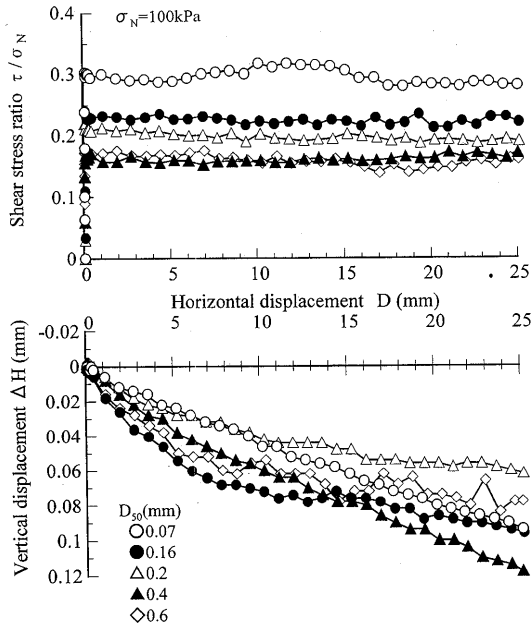 σN=100kPa
Shear stress ratio τ/σN
0.4
0.3
0.2
0.1
0
0 5 10 15 20 25
Horizontal displacement D (mm)
0 5 10 15 20 25
Vertical displacement ΔH (mm)
-0.02
0
0.02
0.04
0.06
0.08
0.1
0.12
D50(mm)
0.07
0.16
0.2
0.4
0.6